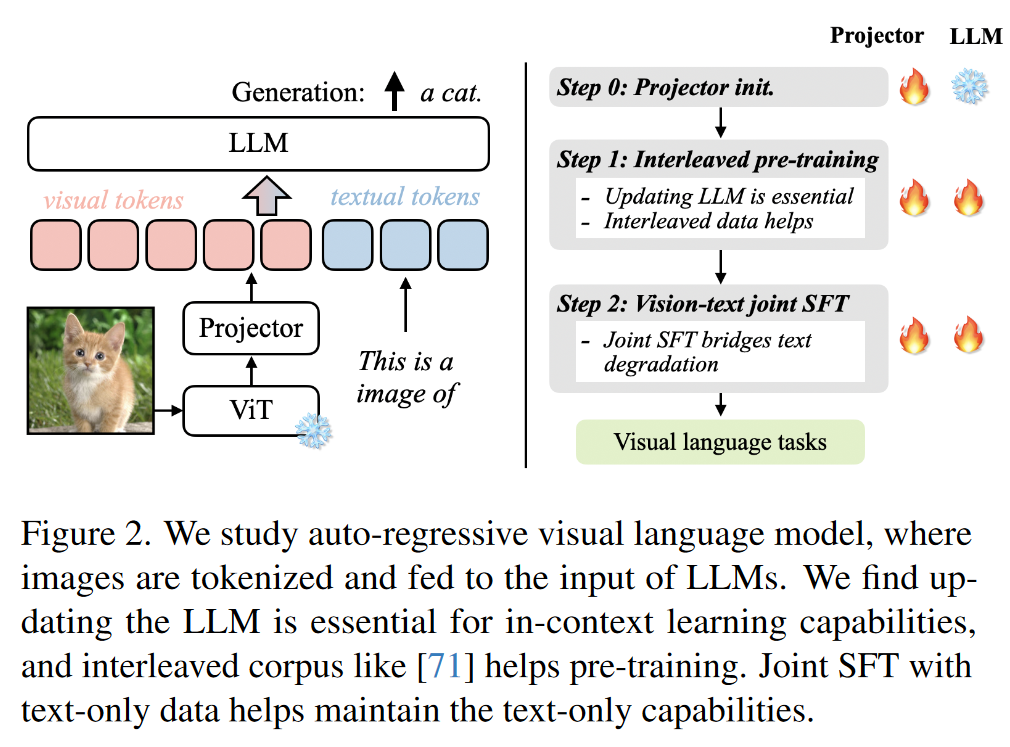 Generation: a cat.
LLM
visual tokens textual tokens
Projector
ViT
This is a
image of
Projector LLM
Step 0: Projector init.
Step 1: Interleaved pre-training
- Updating LLM is essential
- Interleaved data helps
Step 2: Vision-text joint SFT
- Joint SFT bridges text
degradation
Visual language tasks
Figure 2. We study auto-regressive visual language model, where
images are tokenized and fed to the input of LLMs. We find up-
dating the LLM is essential for in-context learning capabilities,
and interleaved corpus like [71] helps pre-training. Joint SFT with
text-only data helps maintain the text-only capabilities.